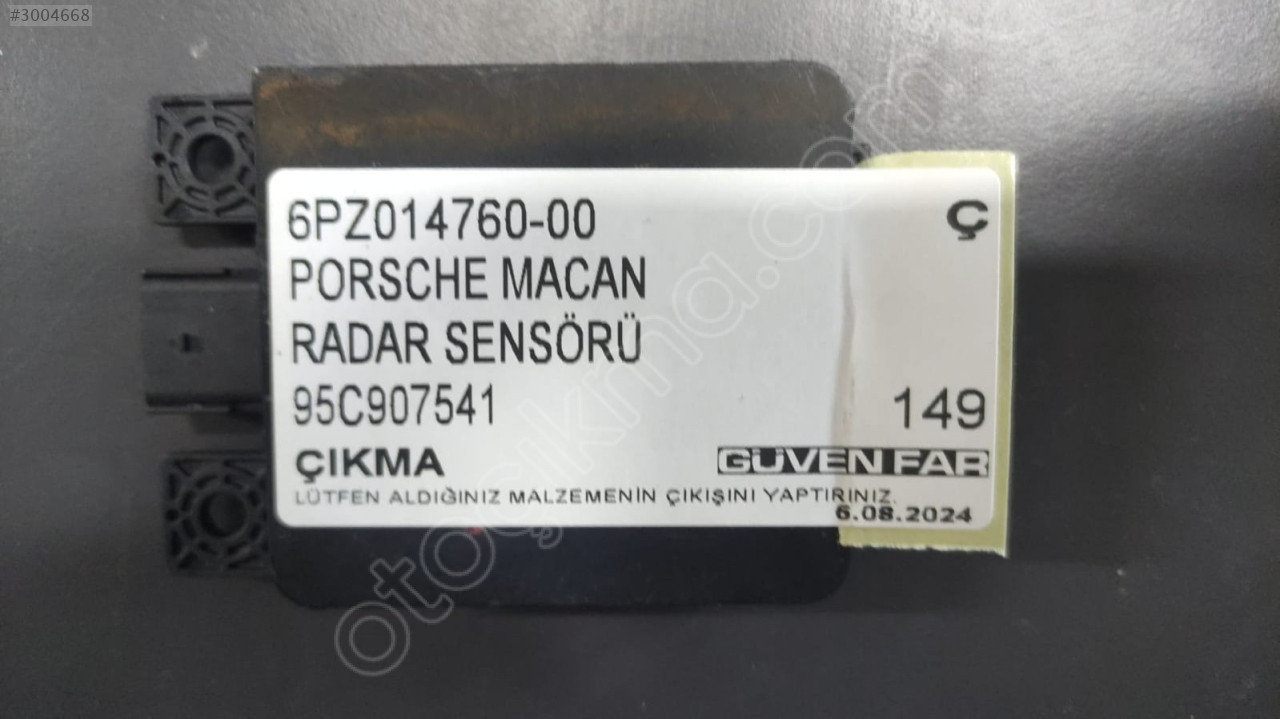 #3004668
6PZ014760-00
Ç
PORSCHE MACAN
RADAR SENSÖRÜ
95C907541
149
ÇIKMA
GÜVEN FAR
LÜTFEN ALDIĞINIZ MALZEMENİN ÇIKIŞINI YAPTIRINIZ.
6.08.2024
otoçıkma.com